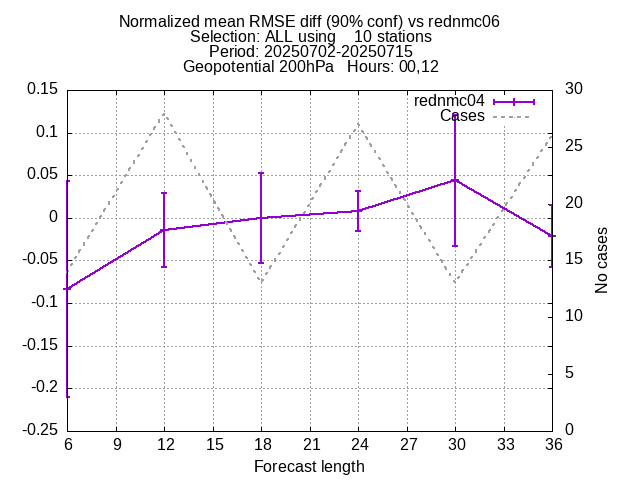 Normalized mean RMSE diff (90% conf) vs rednmc06
Selection: ALL using    10 stations
Period: 20250702-20250715
Geopotential 200hPa   Hours: 00,12
rednmc04
Cases
0.15
0.1
0.05
0
-0.05
-0.1
-0.15
-0.2
-0.25
30
25
20
15
10
5
0
No cases
6 9 12 15 18 21 24 27 30 33 36
Forecast length